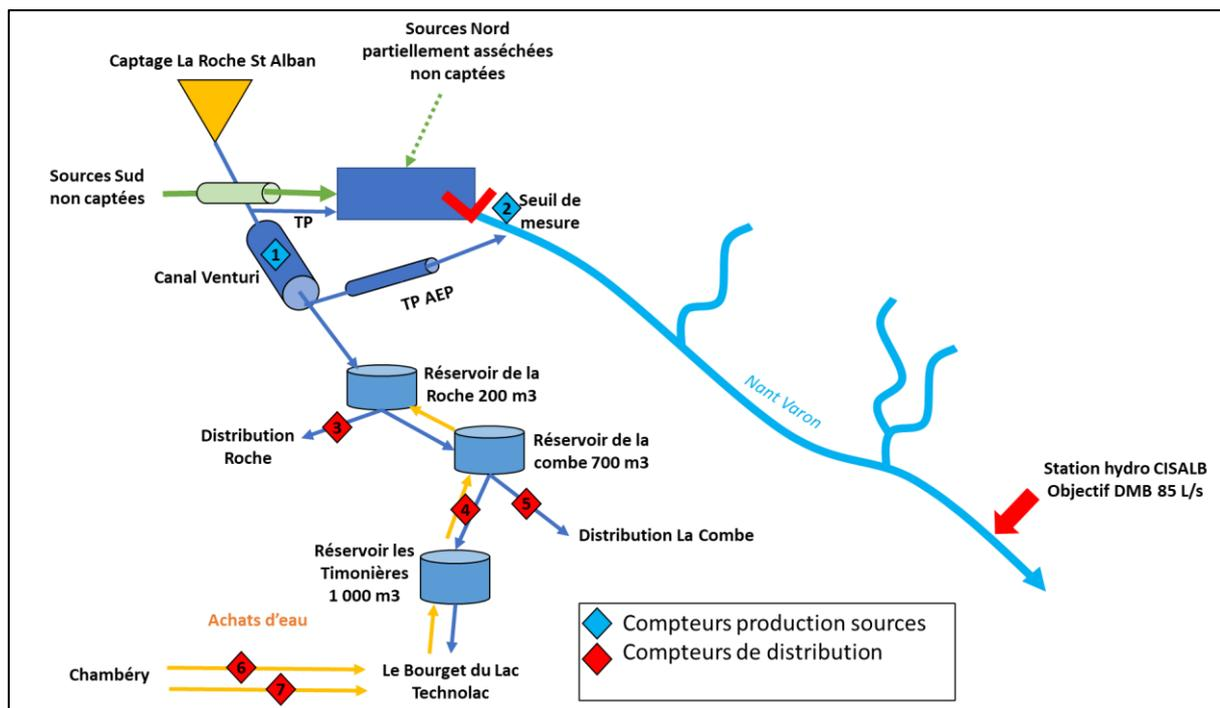 Sources Nord
partiellement asséchées
non captées
Captage La Roche St Alban
Sources Sud
non captées
TP
2
Seuil de
mesure
1
Canal Venturi
TP AEP
Réservoir de la
Roche 200 m3
3
Distribution
Roche
Réservoir de la
combe 700 m3
Nant Varon
Station hydro CISALB
Objectif DMB 85 L/s
4
5
Distribution La Combe
Réservoir les
Timonières
1 000 m3
Achats d'eau
Chambéry
6
7
Le Bourget du Lac
Technolac
Compteurs production sources
Compteurs de distribution